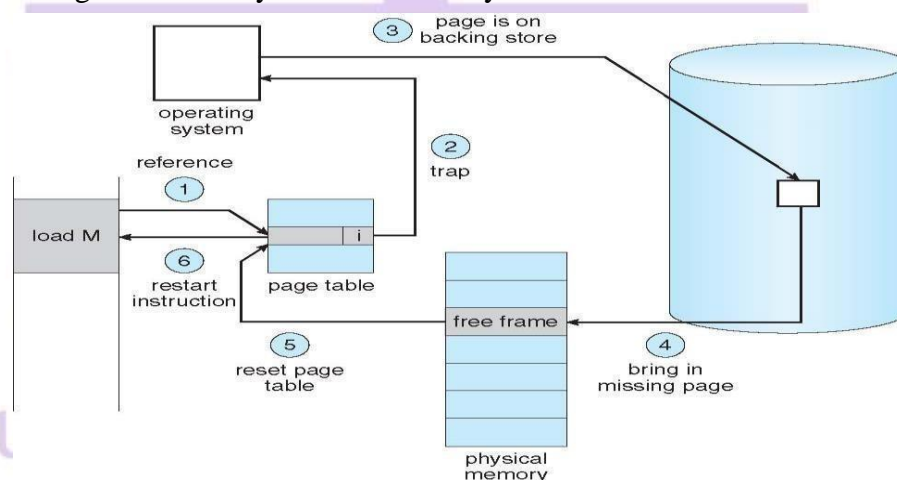 3
page is on
backing store
operating
system
2
trap
reference
1
load M
i
6
restart
instruction
page table
free frame
5
reset page
table
4
bring in
missing page
physical
memory